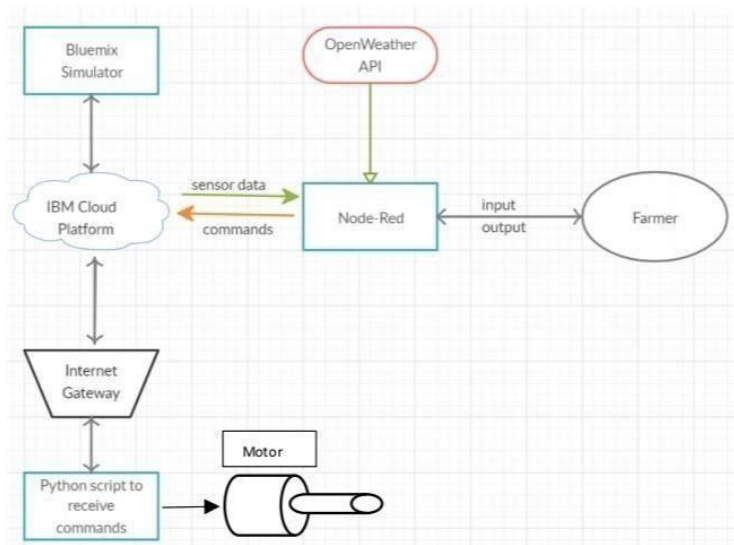 Bluemix
Simulator
OpenWeather
API
IBM Cloud
Platform
sensor data
commands
Node-Red
input
output
Farmer
Internet
Gateway
Motor
Python script to
receive
commands